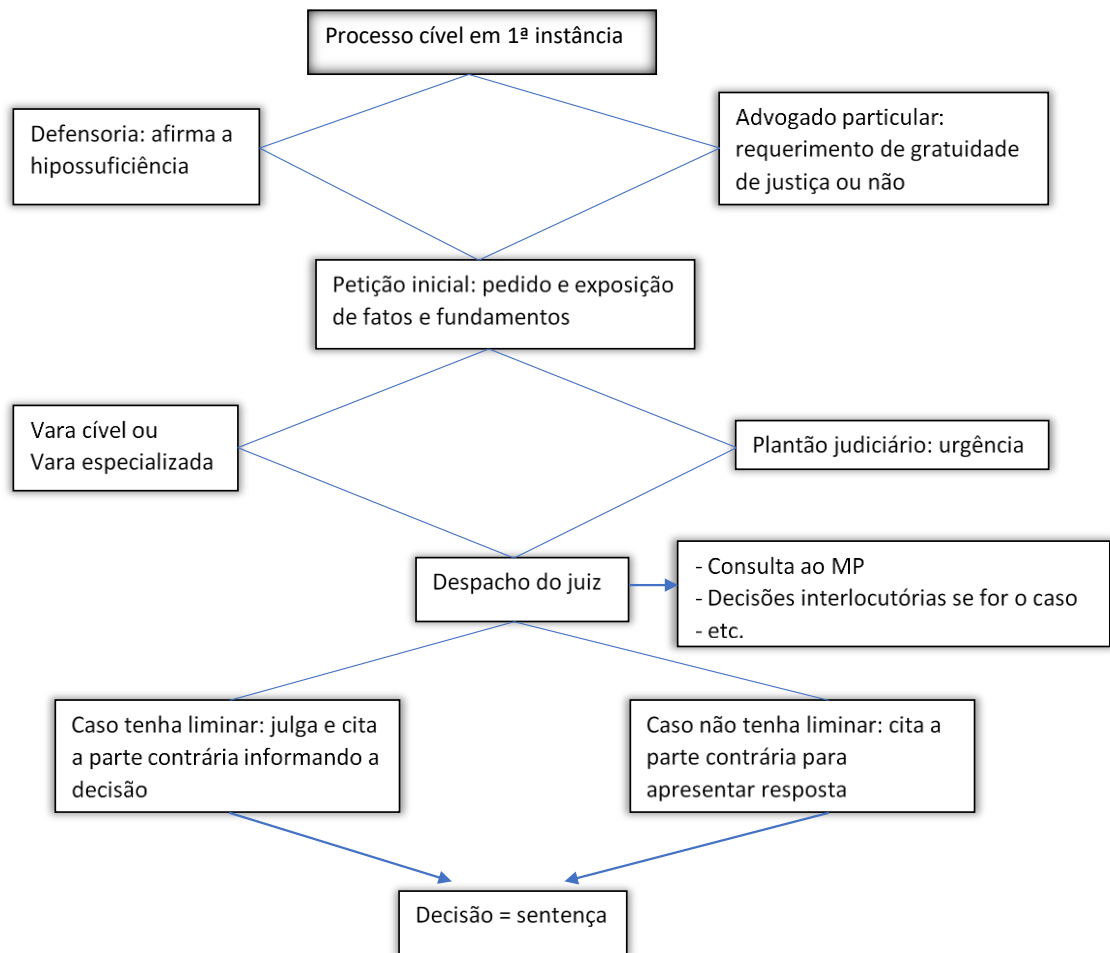 Processo cível em 1ª instância
Defensoria: afirma a
hipossuficiência
Advogado particular:
requerimento de gratuidade
de justiça ou não
Petição inicial: pedido e exposição
de fatos e fundamentos
Vara cível ou
Vara especializada
Plantão judiciário: urgência
Despacho do juiz
- Consulta ao MP
- Decisões interlocutórias se for o caso
- etc.
Caso tenha liminar: julga e cita
a parte contrária informando a
decisão
Caso não tenha liminar: cita a
parte contrária para
apresentar resposta
Decisão = sentença